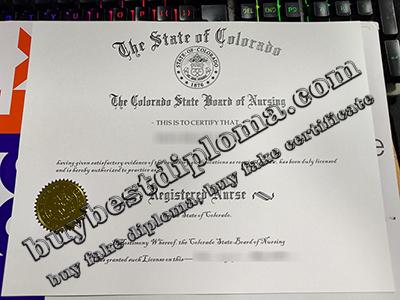 The State of Colorado
STATE OF COLORADO
1876
The Colorado State Board of Nursing
- THIS IS TO CERTIFY THAT
having given satisfactory evidence of
has been duly licensed
and is hereby authorized to practice as
Registered Nurse
State of Colorado.
Whereof, the Colorado State Board of Nursing
granted such License on this
buybestdiploma.com
buy fake diploma, buy fake certificate